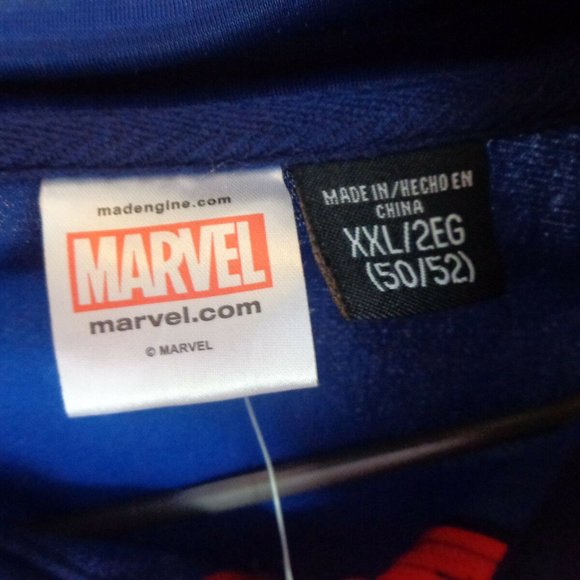 madengine.com
MARVEL
marvel.com
© MARVEL
MADE IN/HECHO EN
CHINA
XXL/2EG
(50/52)